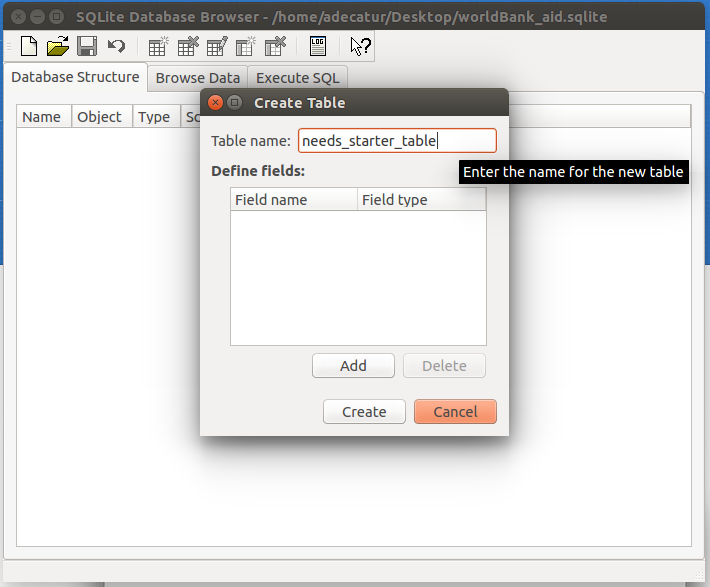 SQLite Database Browser - /home/adecatur/Desktop/worldBank_aid.sqlite
LOG
Database Structure Browse Data Execute SQL
Name Object Type
Create Table
Table name: needs_starter_table
Enter the name for the new table
Define fields:
Field name Field type
Add Delete
Create Cancel